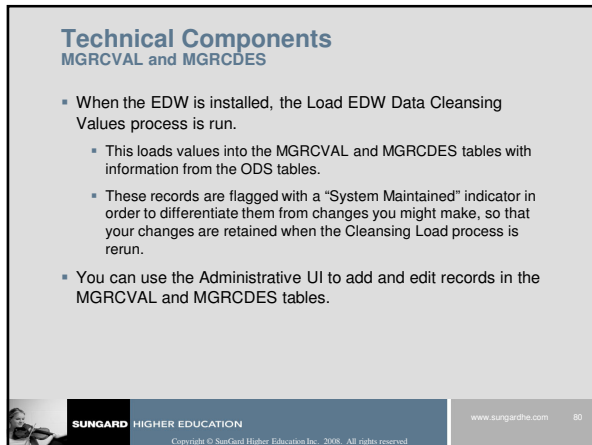 Technical Components
MGRCVAL and MGRCDES
▪ When the EDW is installed, the Load EDW Data Cleansing
Values process is run.
▪ This loads values into the MGRCVAL and MGRCDES tables with
information from the ODS tables.
▪ These records are flagged with a “System Maintained” indicator in
order to differentiate them from changes you might make, so that
your changes are retained when the Cleansing Load process is
rerun.
▪ You can use the Administrative UI to add and edit records in the
MGRCVAL and MGRCDES tables.
SUNGARD HIGHER EDUCATION
www.sungardhe.com 80
Copyright © SunGard Higher Education Inc. 2008. All rights reserved